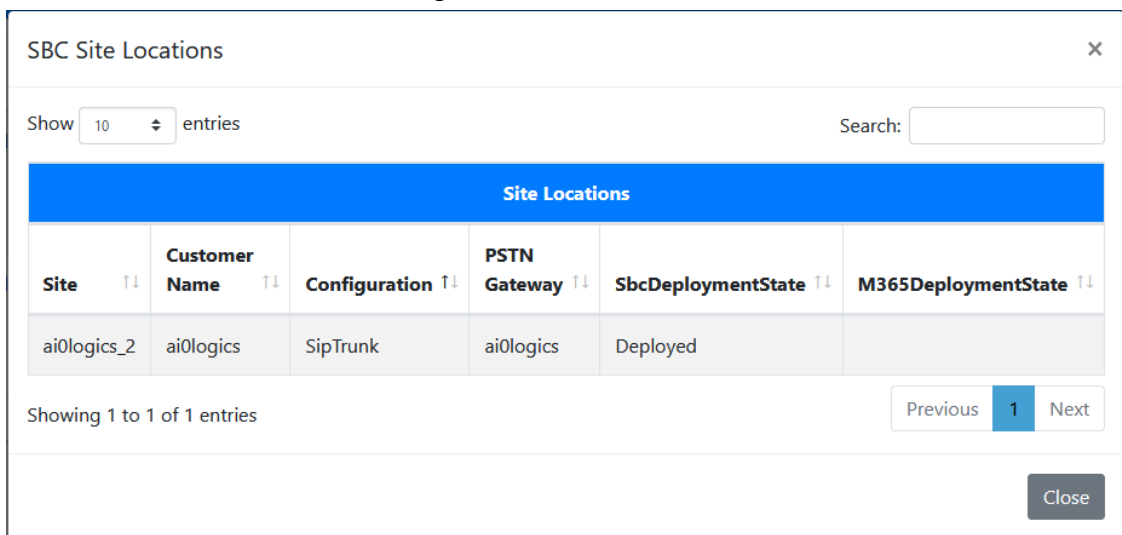 SBC Site Locations ×
Show 10 entries Search:
Site Locations
Site Customer Name Configuration PSTN Gateway SbcDeploymentState M365DeploymentState
ai0logics_2 ai0logics SipTrunk ai0logics Deployed
Showing 1 to 1 of 1 entries Previous 1 Next
Close